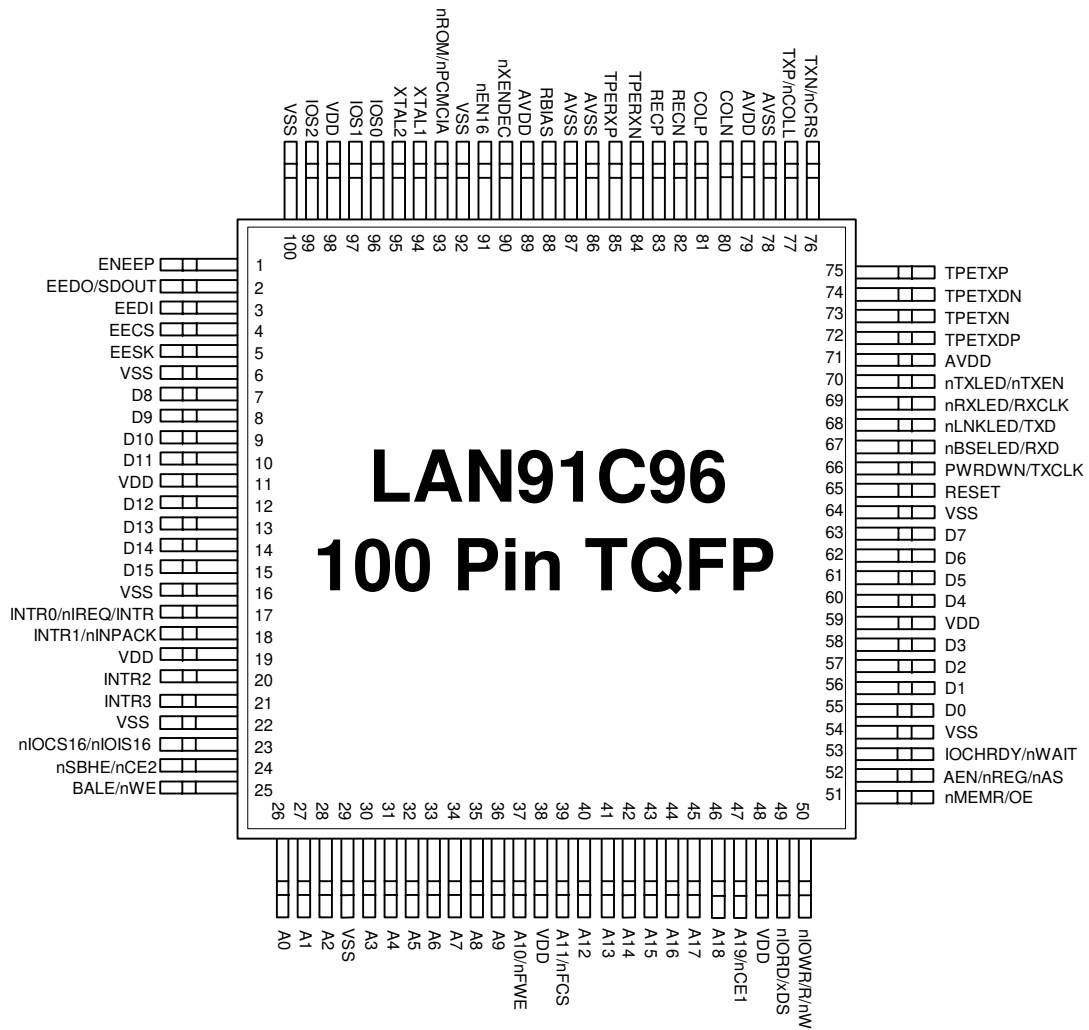 VSS
IOS2
VDD
IOS1
IOS0
XTAL2
XTAL1
nROM/nPCMCIA
VSS
nEN16
nXENDEC
AVDD
RBIAS
AVSS
AVSS
TPERXP
TPERXN
RECP
RECN
COLP
COLN
AVDD
AVSS
TXP/nCOLL
TXN/nCRS
100
99
98
97
96
95
94
93
92
91
90
89
88
87
86
85
84
83
82
81
80
79
78
77
76
ENEEP 1
EEDO/SDOUT 2
EEDI 3
EECS 4
EESK 5
VSS 6
D8 7
D9 8
D10 9
D11 10
VDD 11
D12 12
D13 13
D14 14
D15 15
VSS 16
INTR0/nIREQ/INTR 17
INTR1/nINPACK 18
VDD 19
INTR2 20
INTR3 21
VSS 22
nIOCS16/nIOIS16 23
nSBHE/nCE2 24
BALE/nWE 25
LAN91C96
100 Pin TQFP
75 TPETXP
74 TPETXDN
73 TPETXN
72 TPETXDP
71 AVDD
70 nTXLED/nTXEN
69 nRXLED/RXCLK
68 nLNKLED/TXD
67 nBSELED/RXD
66 PWRDWN/TXCLK
65 RESET
64 VSS
63 D7
62 D6
61 D5
60 D4
59 VDD
58 D3
57 D2
56 D1
55 D0
54 VSS
53 IOCHRDY/nWAIT
52 AEN/nREG/nAS
51 nMEMR/OE
26
27
28
29
30
31
32
33
34
35
36
37
38
39
40
41
42
43
44
45
46
47
48
49
50
A0
A1
A2
VSS
A3
A4
A5
A6
A7
A8
A9
A10/nFWE
VDD
A11/nFCS
A12
A13
A14
A15
A16
A17
A18
A19/nCE1
VDD
nIORD/xDS
nIOWR/R/nW